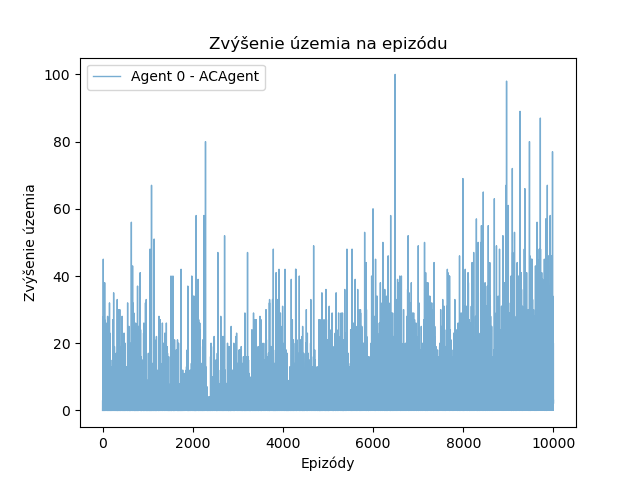 Zvýšenie územia na epizódu
Agent 0 - ACAgent
Zvýšenie územia
100
80
60
40
20
0
0 2000 4000 6000 8000 10000
Epizódy